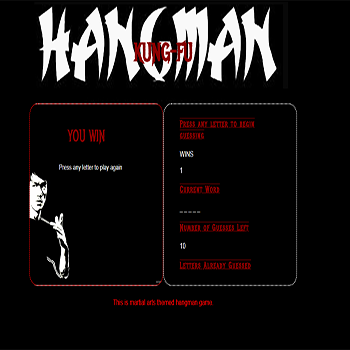 HANGMAN
KUNG-FU
YOU WIN
Press any letter to play again
Press any letter to begin
guessing
WINS
1
Current Word
_ _ _ _ _
Number of Guesses Left
10
Letters Already Guessed
This is martial arts themed hangman game.